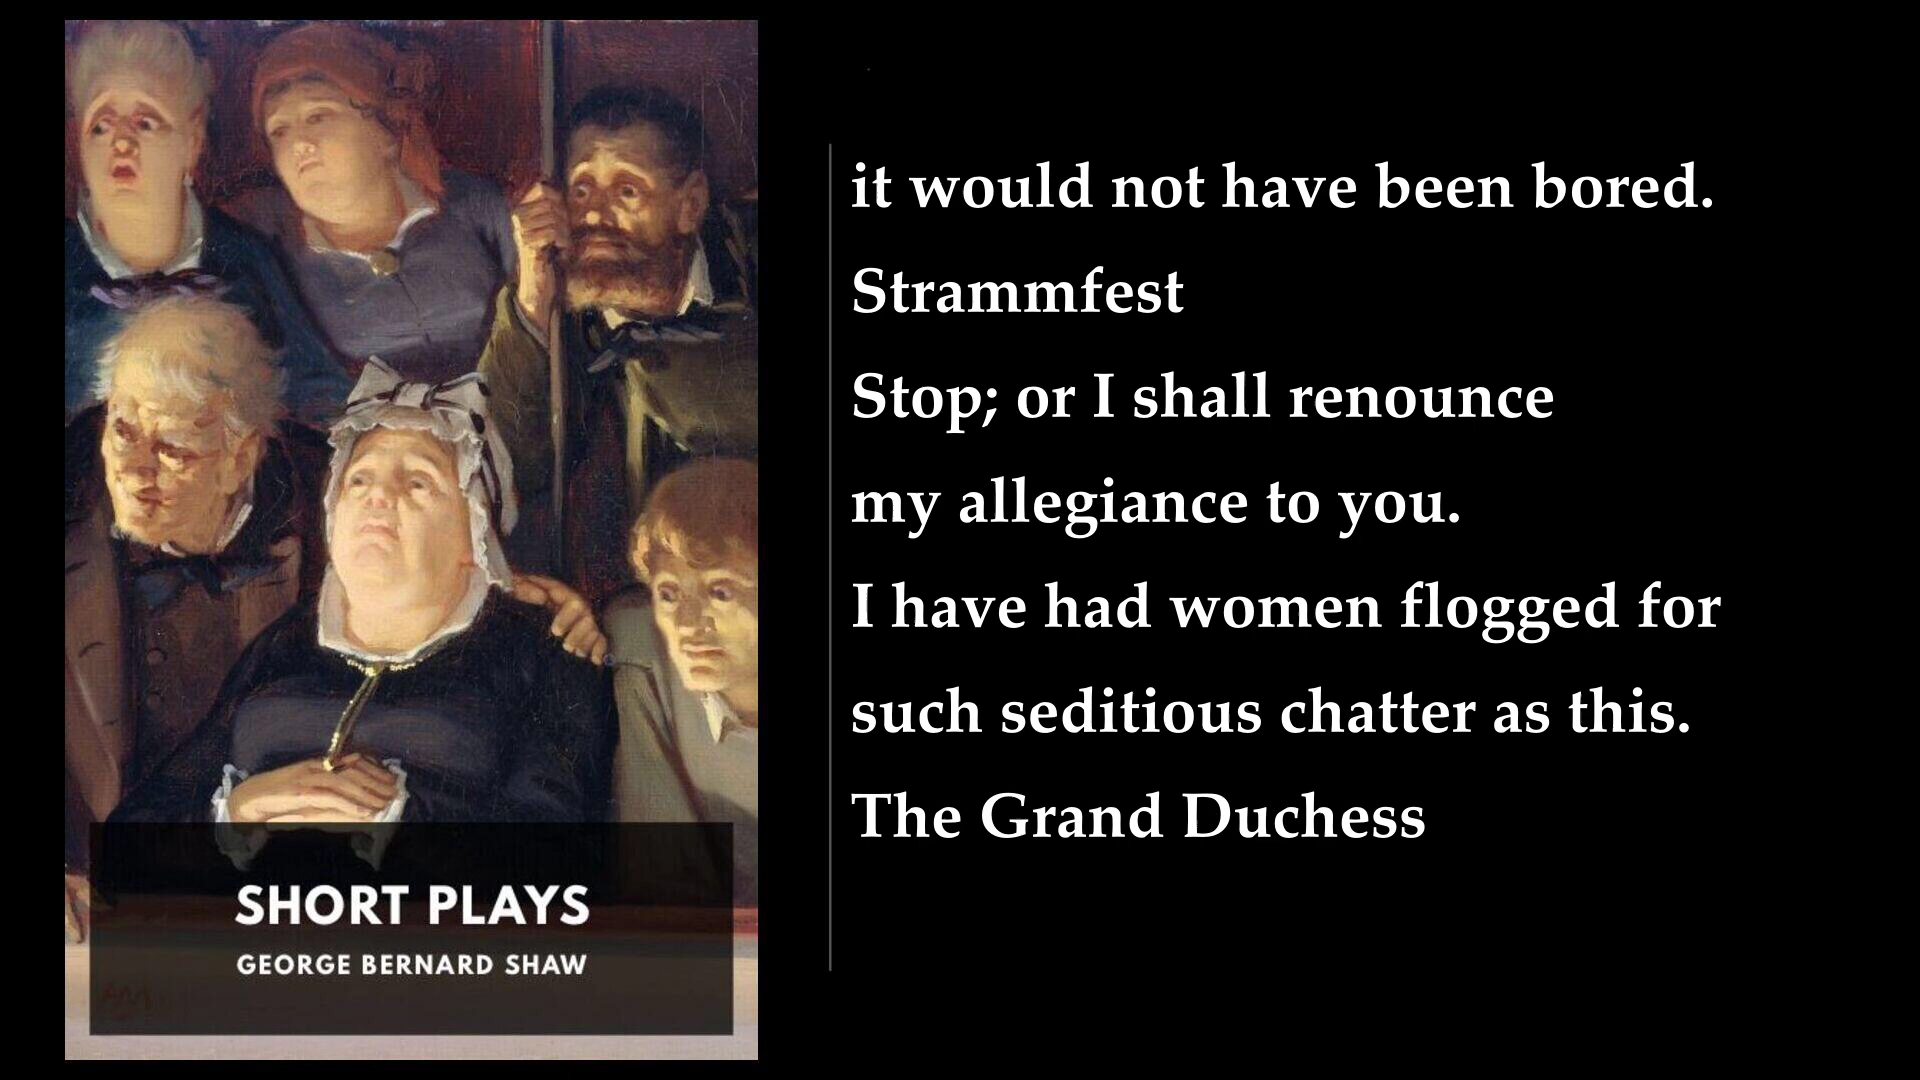 it would not have been bored.
Strammfest
Stop; or I shall renounce
my allegiance to you.
I have had women flogged for
such seditious chatter as this.
The Grand Duchess
SHORT PLAYS
GEORGE BERNARD SHAW